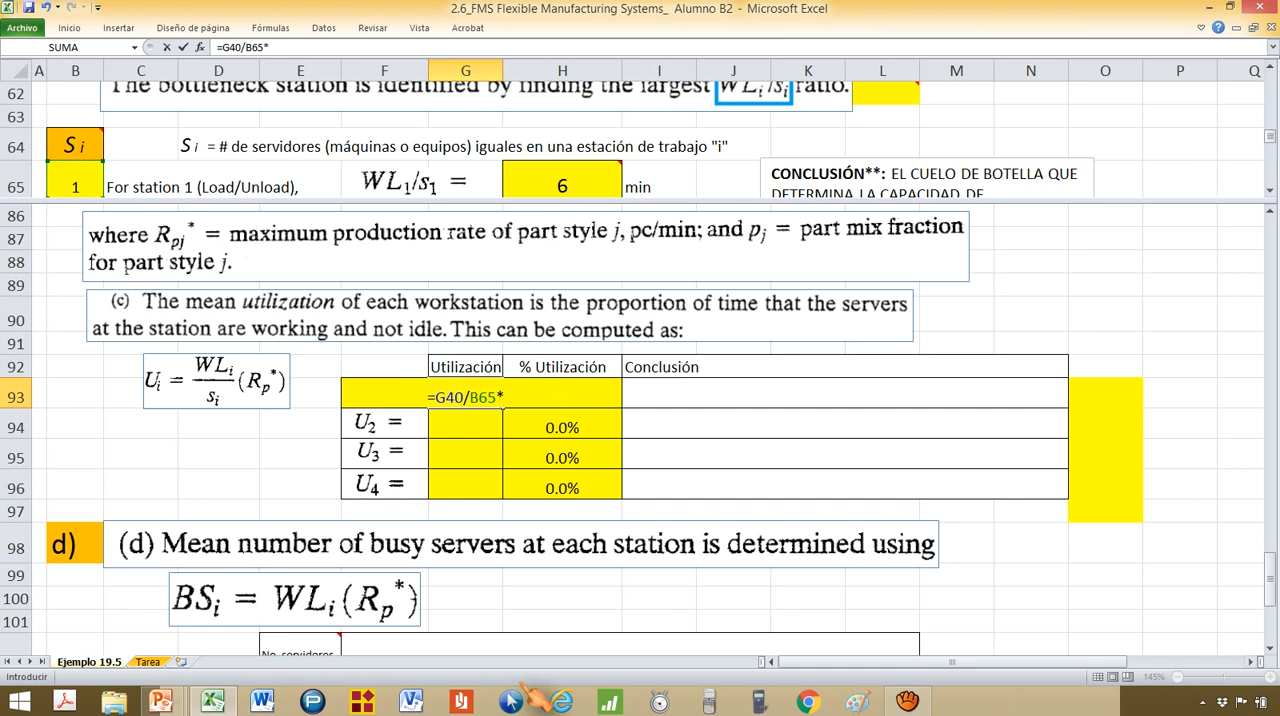 2.6_FMS Flexible Manufacturing Systems_ Alumno B2 - Microsoft Excel
Archivo Inicio Insertar Diseño de página Fórmulas Datos Revisar Vista Acrobat
SUMA =G40/B65*
A B C D E F G H I J K L M N O P Q
62 The bottleneck station is identified by finding the largest WLi/si ratio.
63
64 S i S i = # de servidores (máquinas o equipos) iguales en una estación de trabajo "i"
65 1 For station 1 (Load/Unload), WL1/s1 = 6 min CONCLUSIÓN**: EL CUELO DE BOTELLA QUE
DETERMINA LA CAPACIDAD DE
86
87 where Rpj* = maximum production rate of part style j, pc/min; and pj = part mix fraction
88 for part style j.
89
90 (c) The mean utilization of each workstation is the proportion of time that the servers
at the station are working and not idle. This can be computed as:
91
92 Utilización % Utilización Conclusión
Ui = WLi/si (Rp*)
93 =G40/B65*
94 U2 = 0.0%
95 U3 = 0.0%
96 U4 = 0.0%
97
98 d) (d) Mean number of busy servers at each station is determined using
99
100 BSi = WLi(Rp*)
101
No. servidores
Ejemplo 19.5 Tarea
Introducir 145%